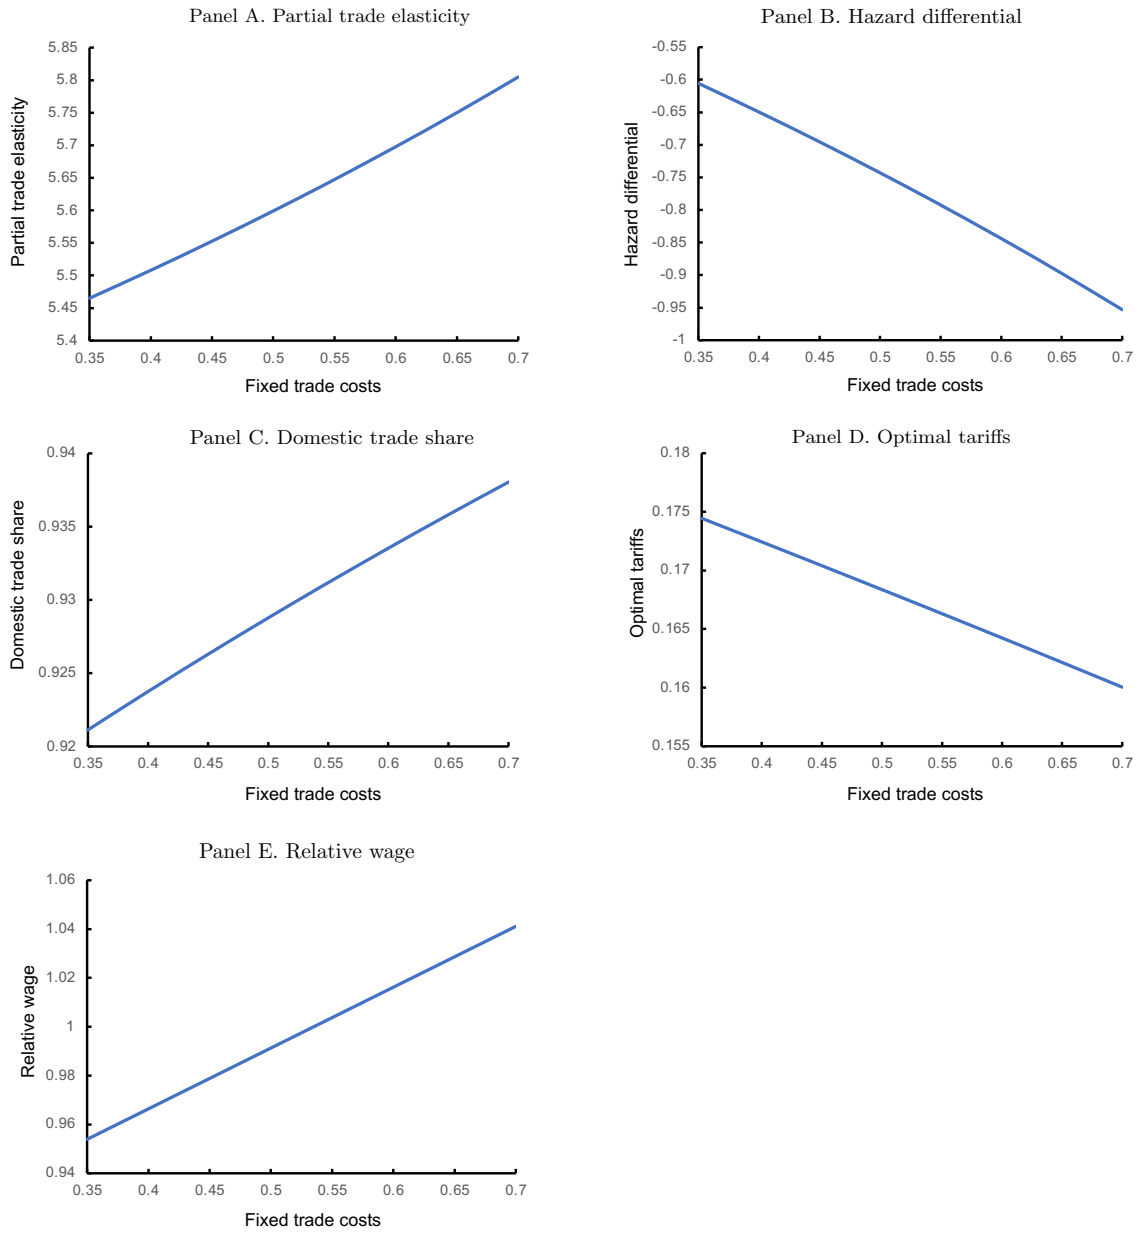 Panel A. Partial trade elasticity
Partial trade elasticity
5.85
5.8
5.75
5.7
5.65
5.6
5.55
5.5
5.45
5.4
0.35 0.4 0.45 0.5 0.55 0.6 0.65 0.7
Fixed trade costs
Panel B. Hazard differential
Hazard differential
-0.55
-0.6
-0.65
-0.7
-0.75
-0.8
-0.85
-0.9
-0.95
-1
0.35 0.4 0.45 0.5 0.55 0.6 0.65 0.7
Fixed trade costs
Panel C. Domestic trade share
Domestic trade share
0.94
0.935
0.93
0.925
0.92
0.35 0.4 0.45 0.5 0.55 0.6 0.65 0.7
Fixed trade costs
Panel D. Optimal tariffs
Optimal tariffs
0.18
0.175
0.17
0.165
0.16
0.155
0.35 0.4 0.45 0.5 0.55 0.6 0.65 0.7
Fixed trade costs
Panel E. Relative wage
Relative wage
1.06
1.04
1.02
1
0.98
0.96
0.94
0.35 0.4 0.45 0.5 0.55 0.6 0.65 0.7
Fixed trade costs